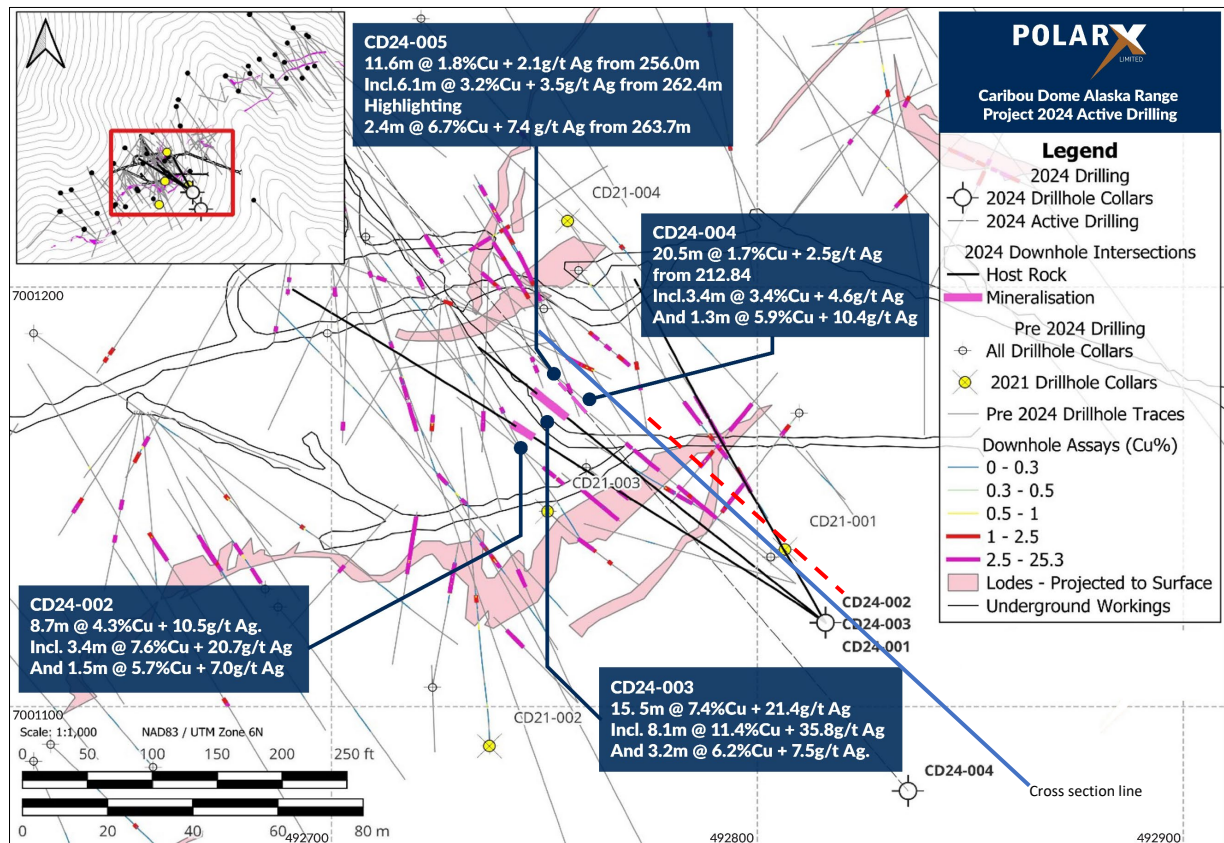 CD24-005
11.6m @ 1.8%Cu + 2.1g/t Ag from 256.0m
Incl.6.1m @ 3.2%Cu + 3.5g/t Ag from 262.4m
Highlighting
2.4m @ 6.7%Cu + 7.4 g/t Ag from 263.7m
POLARX
LIMITED
Caribou Dome Alaska Range
Project 2024 Active Drilling
Legend
2024 Drilling
2024 Drillhole Collars
2024 Active Drilling
2024 Downhole Intersections
Host Rock
Mineralisation
Pre 2024 Drilling
All Drillhole Collars
2021 Drillhole Collars
Pre 2024 Drillhole Traces
Downhole Assays (Cu%)
0 - 0.3
0.3 - 0.5
0.5 - 1
1 - 2.5
2.5 - 25.3
Lodes - Projected to Surface
Underground Workings
CD21-004
CD24-004
20.5m @ 1.7%Cu + 2.5g/t Ag
from 212.84
Incl.3.4m @ 3.4%Cu + 4.6g/t Ag
And 1.3m @ 5.9%Cu + 10.4g/t Ag
7001200
CD21-003
CD21-001
CD24-002
8.7m @ 4.3%Cu + 10.5g/t Ag.
Incl. 3.4m @ 7.6%Cu + 20.7g/t Ag
And 1.5m @ 5.7%Cu + 7.0g/t Ag
CD24-002
CD24-003
CD24-001
CD24-003
15. 5m @ 7.4%Cu + 21.4g/t Ag
Incl. 8.1m @ 11.4%Cu + 35.8g/t Ag
And 3.2m @ 6.2%Cu + 7.5g/t Ag.
7001100
CD21-002
Scale: 1:1,000 NAD83 / UTM Zone 6N
0 50 100 150 200 250 ft
0 20 40 60 80 m
CD24-004
Cross section line
492700
492800
492900